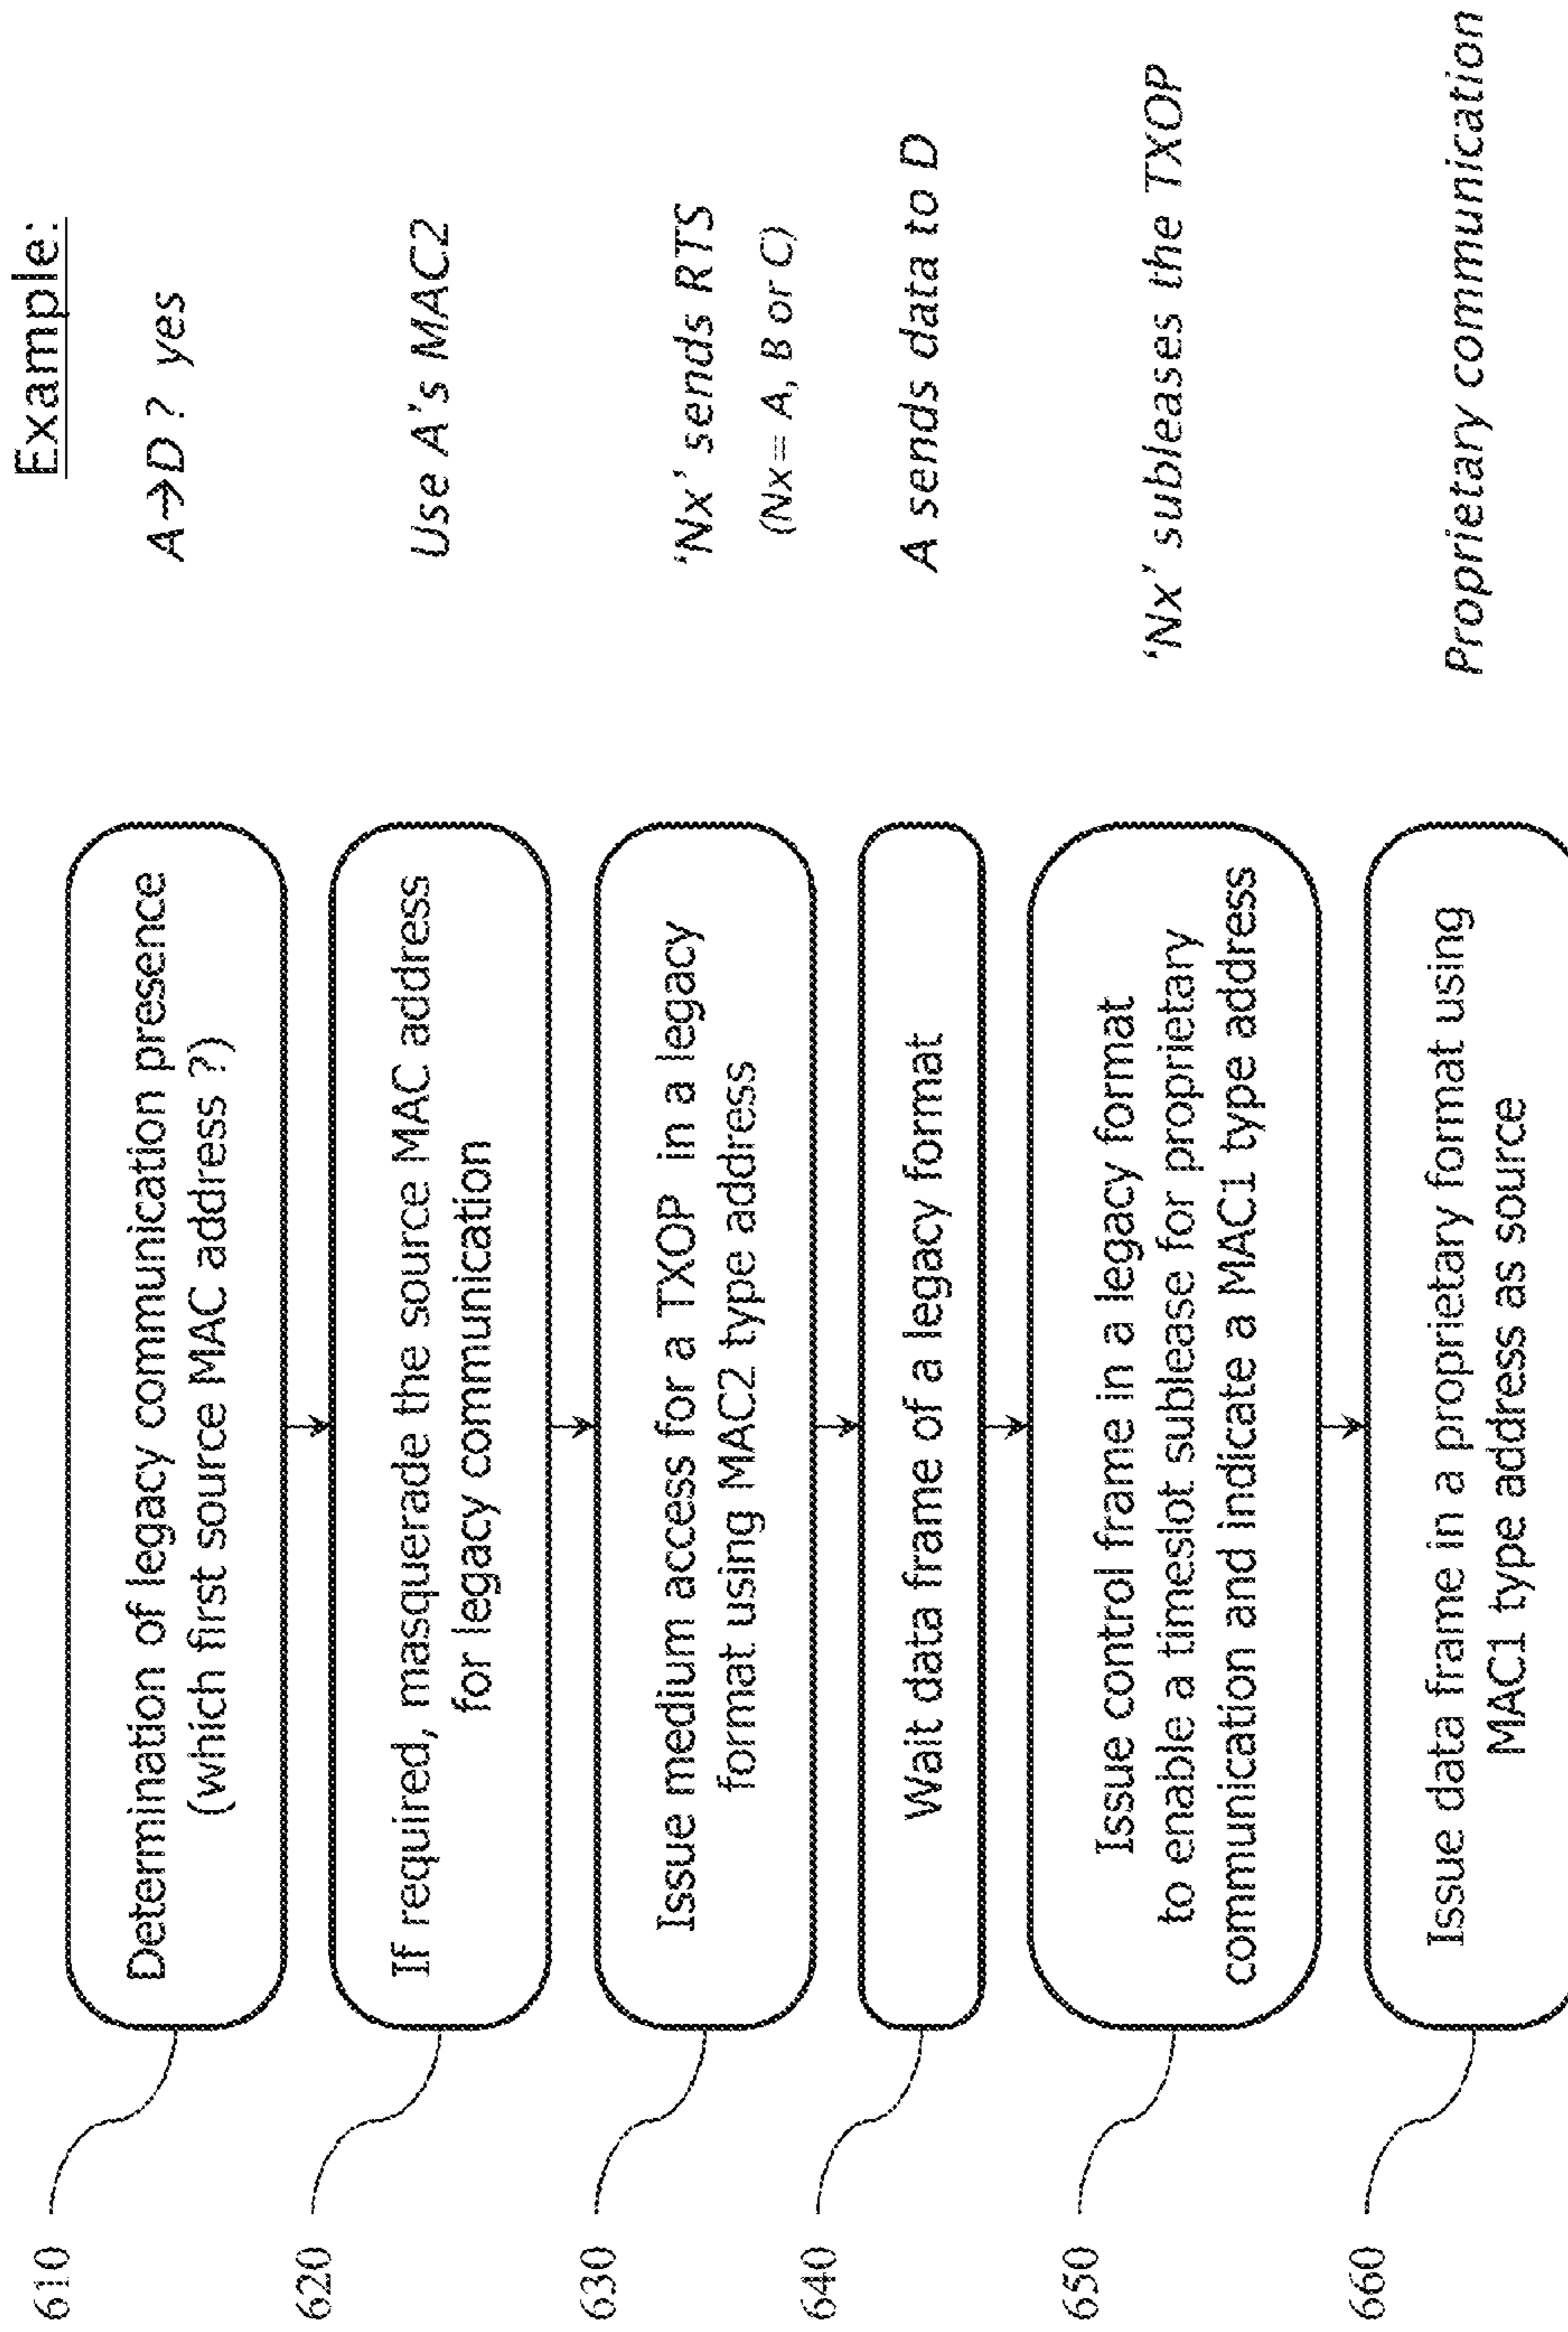 Example:
610
Determination of legacy communication presence
(which first source MAC address ?)
A→D ? yes
620
If required, masquerade the source MAC address
for legacy communication
Use A's MAC2
630
Issue medium access for a TXOP in a legacy
format using MAC2 type address
'Nx' sends RTS
(Nx= A, B or C)
640
Wait data frame of a legacy format
A sends data to D
650
Issue control frame in a legacy format
to enable a timeslot sublease for proprietary
communication and indicate a MAC1 type address
'Nx' subleases the TXOP
660
Issue data frame in a proprietary format using
MAC1 type address as source
Proprietary communication